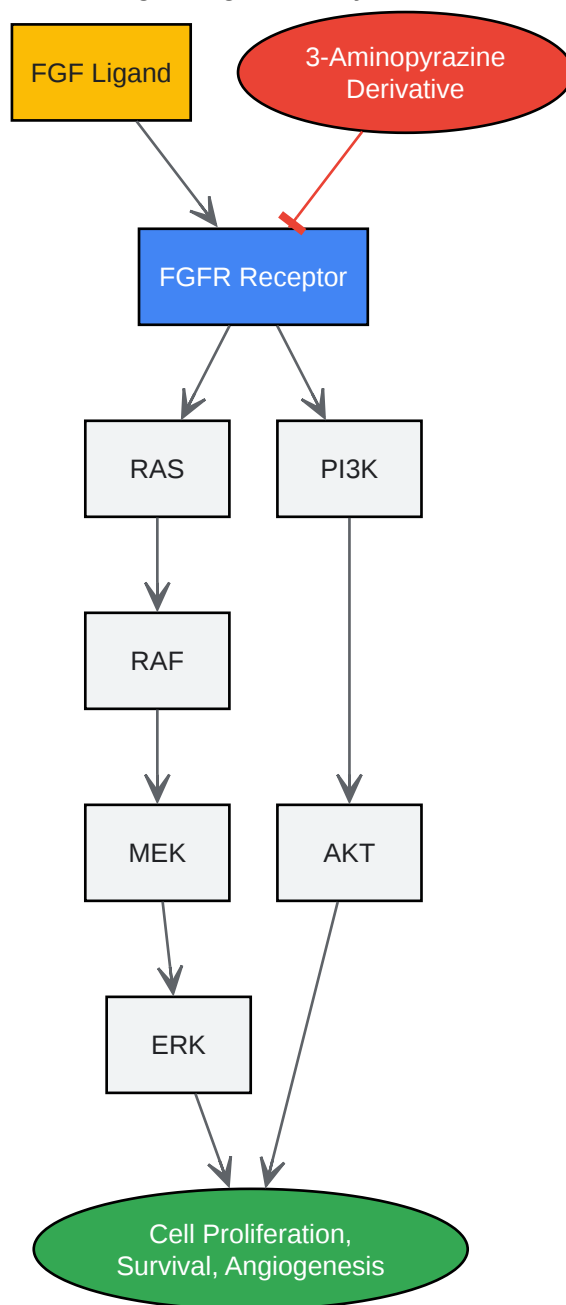 FGF Ligand
3-Aminopyrazine
Derivative
FGFR Receptor
RAS
PI3K
RAF
MEK
AKT
ERK
Cell Proliferation,
Survival, Angiogenesis